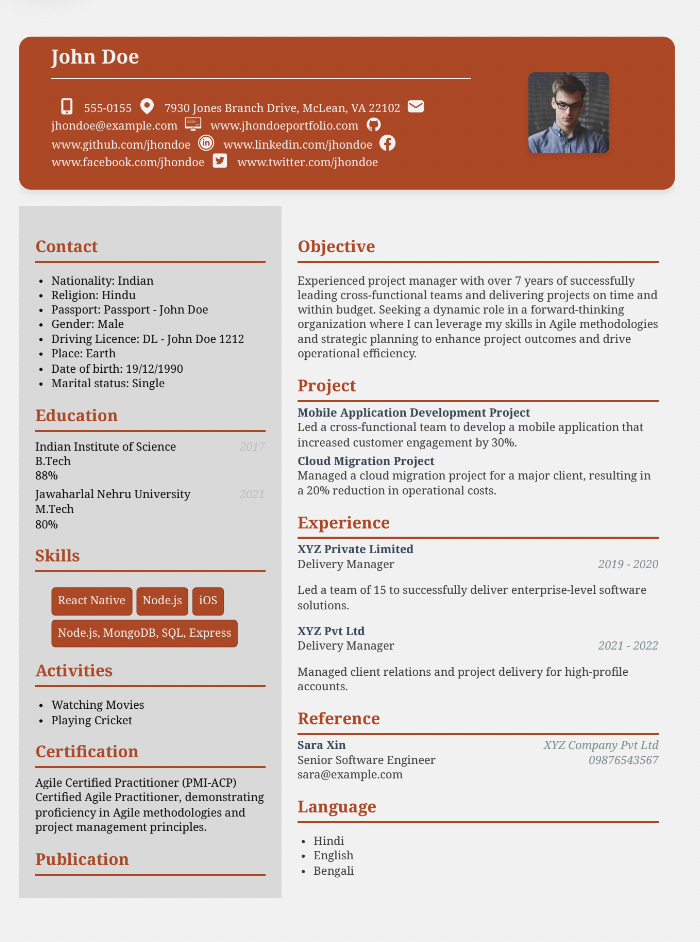 John Doe
555-0155 7930 Jones Branch Drive, McLean, VA 22102
jhondoe@example.com www.jhondoeportfolio.com
www.github.com/jhondoe www.linkedin.com/jhondoe
www.facebook.com/jhondoe www.twitter.com/jhondoe
Contact
• Nationality: Indian
• Religion: Hindu
• Passport: Passport - John Doe
• Gender: Male
• Driving Licence: DL - John Doe 1212
• Place: Earth
• Date of birth: 19/12/1990
• Marital status: Single
Education
Indian Institute of Science 2017
B.Tech
88%
Jawaharlal Nehru University 2021
M.Tech
80%
Skills
React Native Node.js iOS
Node.js, MongoDB, SQL, Express
Activities
• Watching Movies
• Playing Cricket
Certification
Agile Certified Practitioner (PMI-ACP)
Certified Agile Practitioner, demonstrating
proficiency in Agile methodologies and
project management principles.
Publication
Objective
Experienced project manager with over 7 years of successfully
leading cross-functional teams and delivering projects on time and
within budget. Seeking a dynamic role in a forward-thinking
organization where I can leverage my skills in Agile methodologies
and strategic planning to enhance project outcomes and drive
operational efficiency.
Project
Mobile Application Development Project
Led a cross-functional team to develop a mobile application that
increased customer engagement by 30%.
Cloud Migration Project
Managed a cloud migration project for a major client, resulting in
a 20% reduction in operational costs.
Experience
XYZ Private Limited
Delivery Manager 2019 - 2020
Led a team of 15 to successfully deliver enterprise-level software
solutions.
XYZ Pvt Ltd
Delivery Manager 2021 - 2022
Managed client relations and project delivery for high-profile
accounts.
Reference
Sara Xin XYZ Company Pvt Ltd
Senior Software Engineer 09876543567
sara@example.com
Language
• Hindi
• English
• Bengali